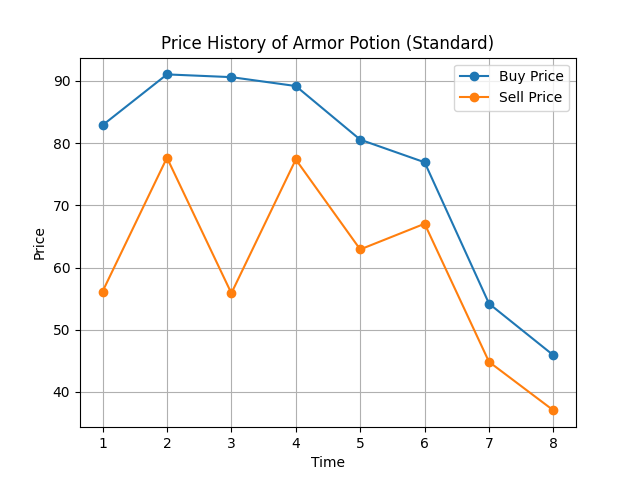 Price History of Armor Potion (Standard)
Buy Price
Sell Price
90
80
70
60
50
40
Price
1 2 3 4 5 6 7 8
Time